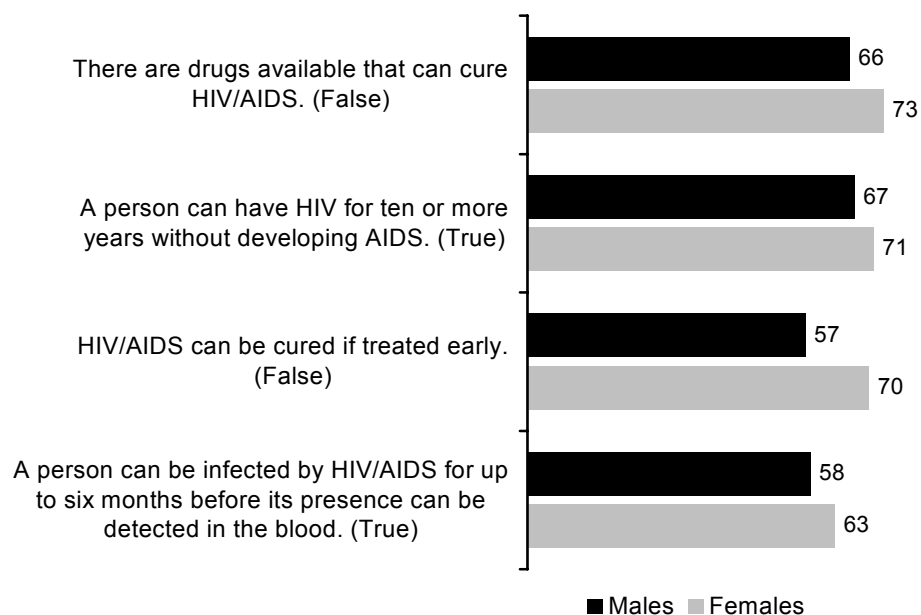 There are drugs available that can cure
HIV/AIDS. (False)
66
73
A person can have HIV for ten or more
years without developing AIDS. (True)
67
71
HIV/AIDS can be cured if treated early.
(False)
57
70
A person can be infected by HIV/AIDS for up
to six months before its presence can be
detected in the blood. (True)
58
63
Males Females